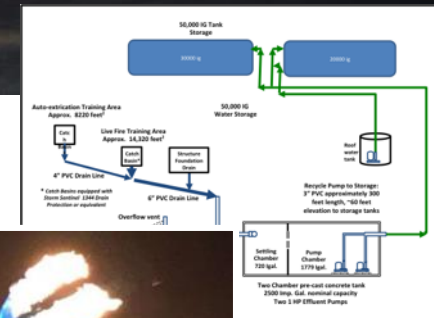 50,000 IG Tank
Storage
30000 ig
20000 ig
Auto-extrication Training Area
Approx. 8220 feet²
50,000 IG
Water Storage
Live Fire Training Area
Approx. 14,320 feet²
Catc
h
Basin
Catch
Basin*
Structure
Foundation
Drain
Roof
water
tank
4" PVC Drain Line
6" PVC Drain Line
* Catch Basins equipped with
Storm Sentinel 1344 Drain
Protection or equivalent
Overflow vent
Recycle Pump to Storage:
3" PVC approximately 300
feet length, ~60 feet
elevation to storage tanks
Settling
Chamber
720 Igal.
Pump
Chamber
1779 Igal.
Two Chamber pre-cast concrete tank
2500 Imp. Gal. nominal capacity
Two 1 HP Effluent Pumps